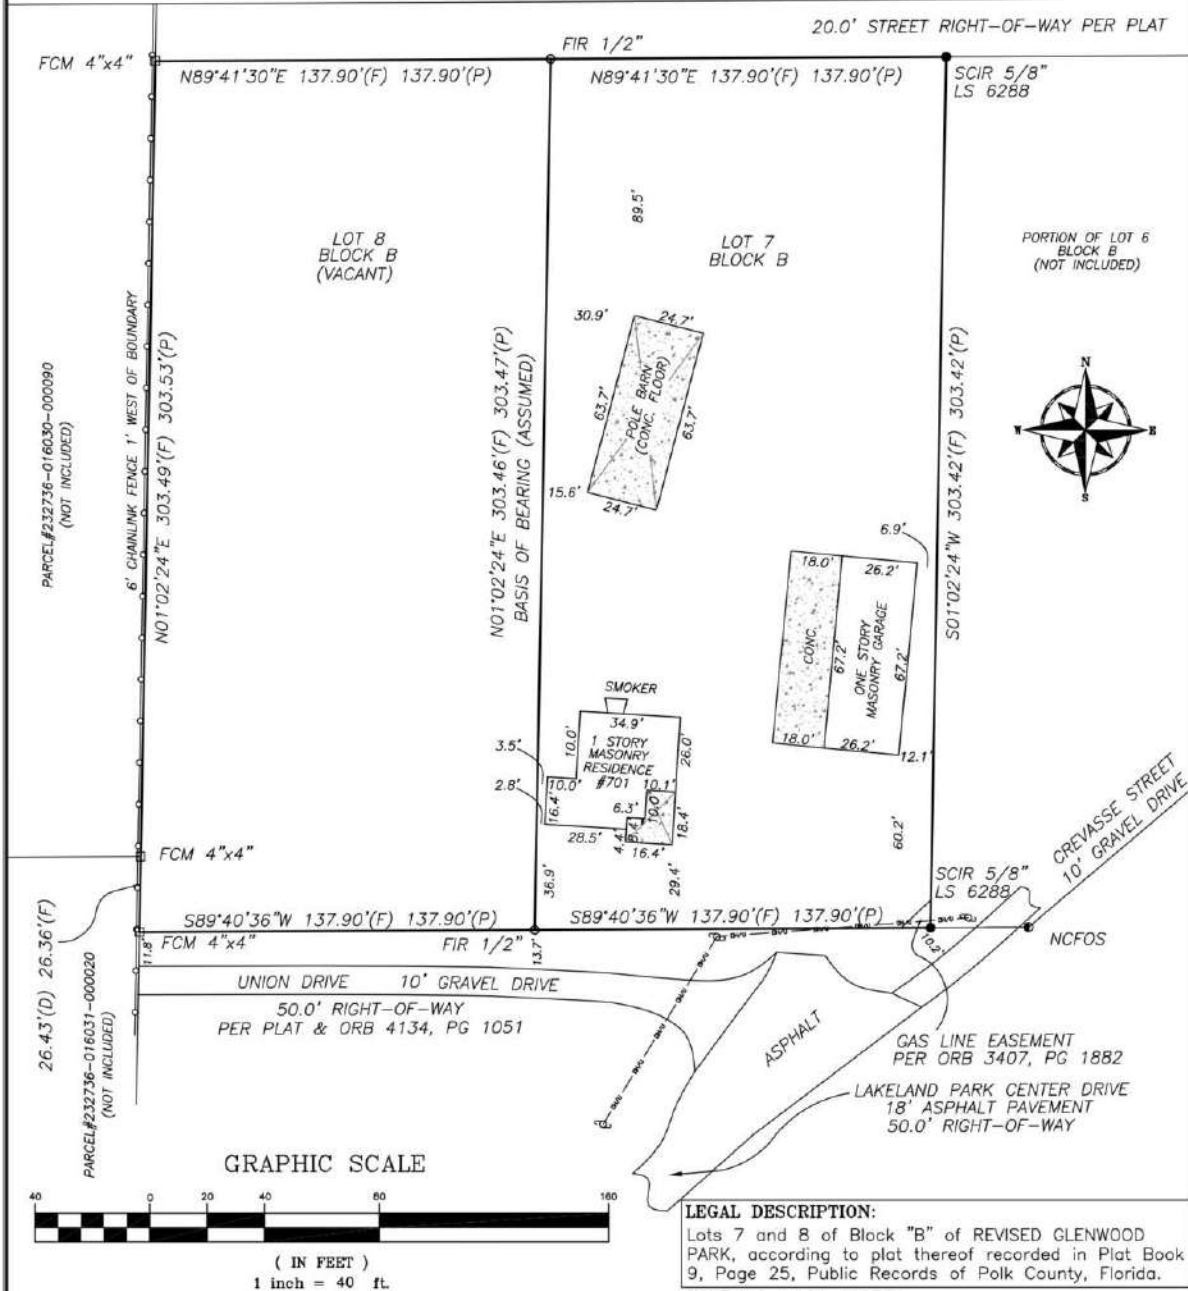 20.0' STREET RIGHT-OF-WAY PER PLAT
FCM 4"x4"
FIR 1/2"
N89°41'30"E 137.90'(F) 137.90'(P)
N89°41'30"E 137.90'(F) 137.90'(P)
SCIR 5/8"
LS 6288
89.5'
LOT 8
BLOCK B
(VACANT)
LOT 7
BLOCK B
PORTION OF LOT 6
BLOCK B
(NOT INCLUDED)
PARCEL#232736-016030-000090
(NOT INCLUDED)
6' CHAINLINK FENCE 1' WEST OF BOUNDARY
N01°02'24"E 303.49'(F) 303.53'(P)
N01°02'24"E 303.46'(F) 303.47'(P)
BASIS OF BEARING (ASSUMED)
30.9'
24.7'
63.7'
POLE BARN
(CONC. FLOOR)
63.7'
15.6'
24.7'
S01°02'24"W 303.42'(F) 303.42'(P)
N
W
E
S
6.9'
18.0'
26.2'
CONC.
67.2'
ONE STORY
MASONRY GARAGE
67.2'
18.0'
26.2'
12.1'
SMOKER
34.9'
10.0'
1 STORY
MASONRY
RESIDENCE
#701
26.0'
3.5'
10.0'
10.1'
2.8'
16.4'
6.3'
10.0'
8.4'
18.4'
28.5'
4.4'
16.4'
36.9'
29.4'
60.2'
CREVASSE STREET
10' GRAVEL DRIVE
FCM 4"x4"
SCIR 5/8"
LS 6288
S89°40'36"W 137.90'(F) 137.90'(P)
S89°40'36"W 137.90'(F) 137.90'(P)
FCM 4"x4"
FIR 1/2"
NCFOS
11.8'
13.7'
10.2'
26.43'(D) 26.36'(F)
UNION DRIVE 10' GRAVEL DRIVE
50.0' RIGHT-OF-WAY
PER PLAT & ORB 4134, PG 1051
PARCEL#232736-016031-000020
(NOT INCLUDED)
ASPHALT
GAS LINE EASEMENT
PER ORB 3407, PG 1882
LAKELAND PARK CENTER DRIVE
18' ASPHALT PAVEMENT
50.0' RIGHT-OF-WAY
GRAPHIC SCALE
40 0 20 40 80 160
( IN FEET )
1 inch = 40 ft.
LEGAL DESCRIPTION:
Lots 7 and 8 of Block "B" of REVISED GLENWOOD
PARK, according to plat thereof recorded in Plat Book
9, Page 25, Public Records of Polk County, Florida.